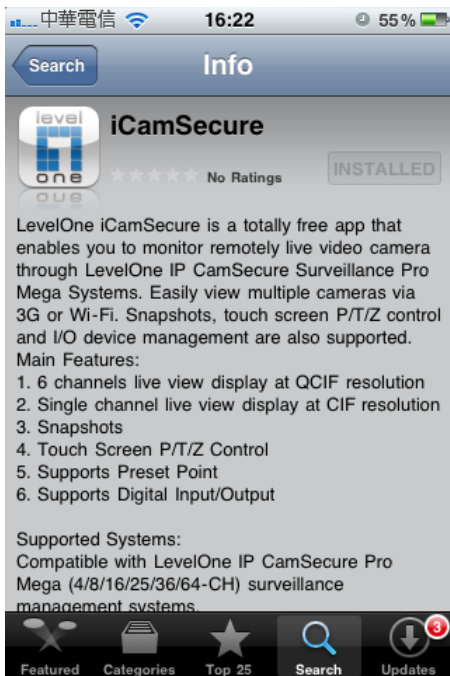 中華電信 16:22 55%
Search Info
level
one
iCamSecure
No Ratings
INSTALLED
LevelOne iCamSecure is a totally free app that
enables you to monitor remotely live video camera
through LevelOne IP CamSecure Surveillance Pro
Mega Systems. Easily view multiple cameras via
3G or Wi-Fi. Snapshots, touch screen P/T/Z control
and I/O device management are also supported.
Main Features:
1. 6 channels live view display at QCIF resolution
2. Single channel live view display at CIF resolution
3. Snapshots
4. Touch Screen P/T/Z Control
5. Supports Preset Point
6. Supports Digital Input/Output
Supported Systems:
Compatible with LevelOne IP CamSecure Pro
Mega (4/8/16/25/36/64-CH) surveillance
management systems.
3
Featured Categories Top 25 Search Updates